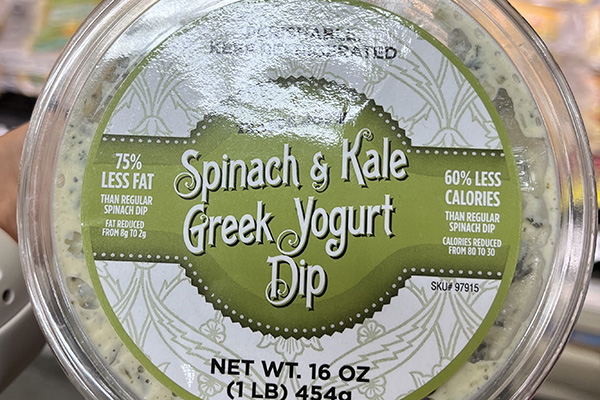 PERISHABLE.
KEEP REFRIGERATED
75%
LESS FAT
THAN REGULAR
SPINACH DIP
FAT REDUCED
FROM 8g TO 2g
Spinach & Kale
Greek Yogurt
Dip
60% LESS
CALORIES
THAN REGULAR
SPINACH DIP
CALORIES REDUCED
FROM 80 TO 30
SKU# 97915
NET WT. 16 OZ
(1 LB) 454g